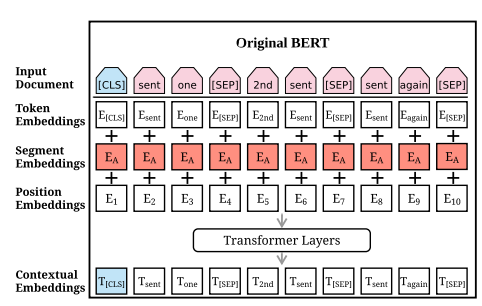 Original BERT
Input
Document
[CLS] sent one [SEP] 2nd sent [SEP] sent again [SEP]
Token
Embeddings
E[CLS] Esent Eone E[SEP] E2nd Esent E[SEP] Esent Eagain E[SEP]
+ + + + + + + + + +
Segment
Embeddings
EA EA EA EA EA EA EA EA EA EA
+ + + + + + + + + +
Position
Embeddings
E1 E2 E3 E4 E5 E6 E7 E8 E9 E10
Transformer Layers
Contextual
Embeddings
T[CLS] Tsent Tone T[SEP] T2nd Tsent T[SEP] Tsent Tagain T[SEP]